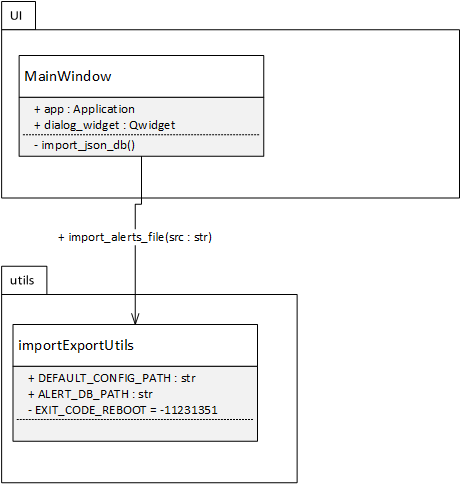 UI
MainWindow
+ app : Application
+ dialog_widget : Qwidget
- import_json_db()
+ import_alerts_file(src : str)
utils
importExportUtils
+ DEFAULT_CONFIG_PATH : str
+ ALERT_DB_PATH : str
- EXIT_CODE_REBOOT = -11231351